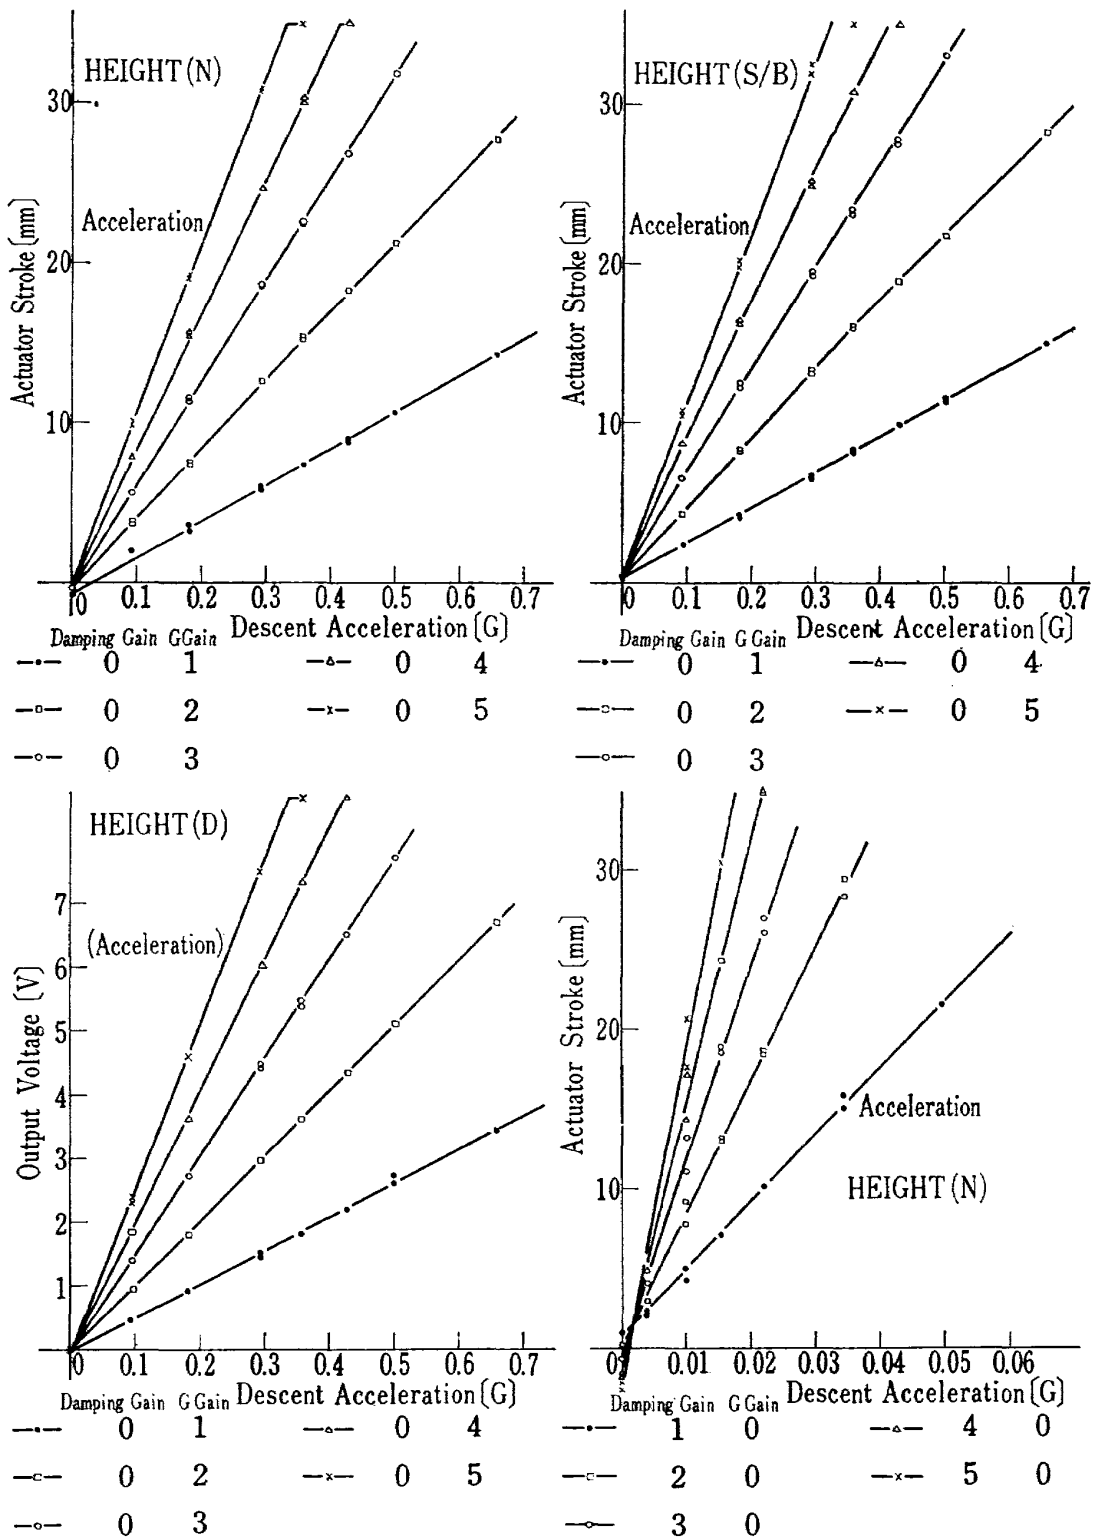 HEIGHT(N)
30
Acceleration
20
10
Actuator Stroke [mm]
0 0.1 0.2 0.3 0.4 0.5 0.6 0.7
Descent Acceleration [G]
Damping Gain GGain
0 1 0 4
0 2 0 5
0 3
HEIGHT(S/B)
30
Acceleration
20
10
Actuator Stroke [mm]
0 0.1 0.2 0.3 0.4 0.5 0.6 0.7
Descent Acceleration [G]
Damping Gain G Gain
0 1 0 4
0 2 0 5
0 3
HEIGHT(D)
7
(Acceleration)
6
5
4
3
2
1
Output Voltage [V]
0 0.1 0.2 0.3 0.4 0.5 0.6 0.7
Descent Acceleration [G]
Damping Gain G Gain
0 1 0 4
0 2 0 5
0 3
30
20
Acceleration
HEIGHT(N)
10
Actuator Stroke [mm]
0 0.01 0.02 0.03 0.04 0.05 0.06
Descent Acceleration [G]
Damping Gain G Gain
1 0 4 0
2 0 5 0
3 0